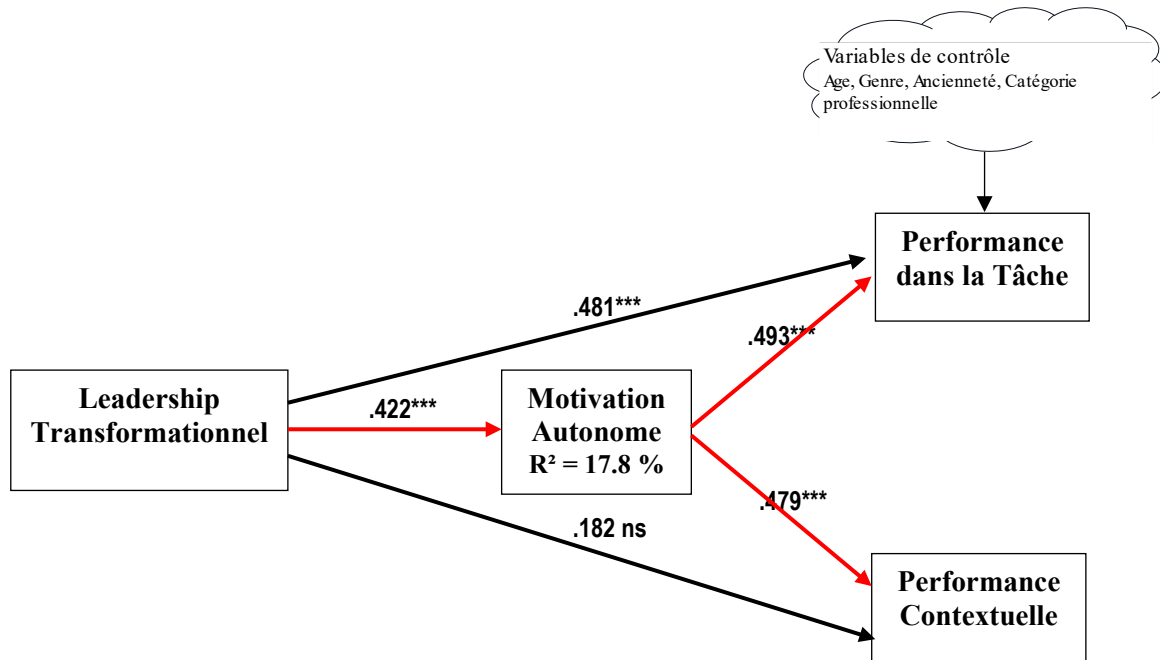 Variables de contrôle
Age, Genre, Ancienneté, Catégorie
professionnelle
Performance
dans la Tâche
.481***
.493***
Leadership
Transformationnel
.422***
Motivation
Autonome
R² = 17.8 %
.479***
.182 ns
Performance
Contextuelle